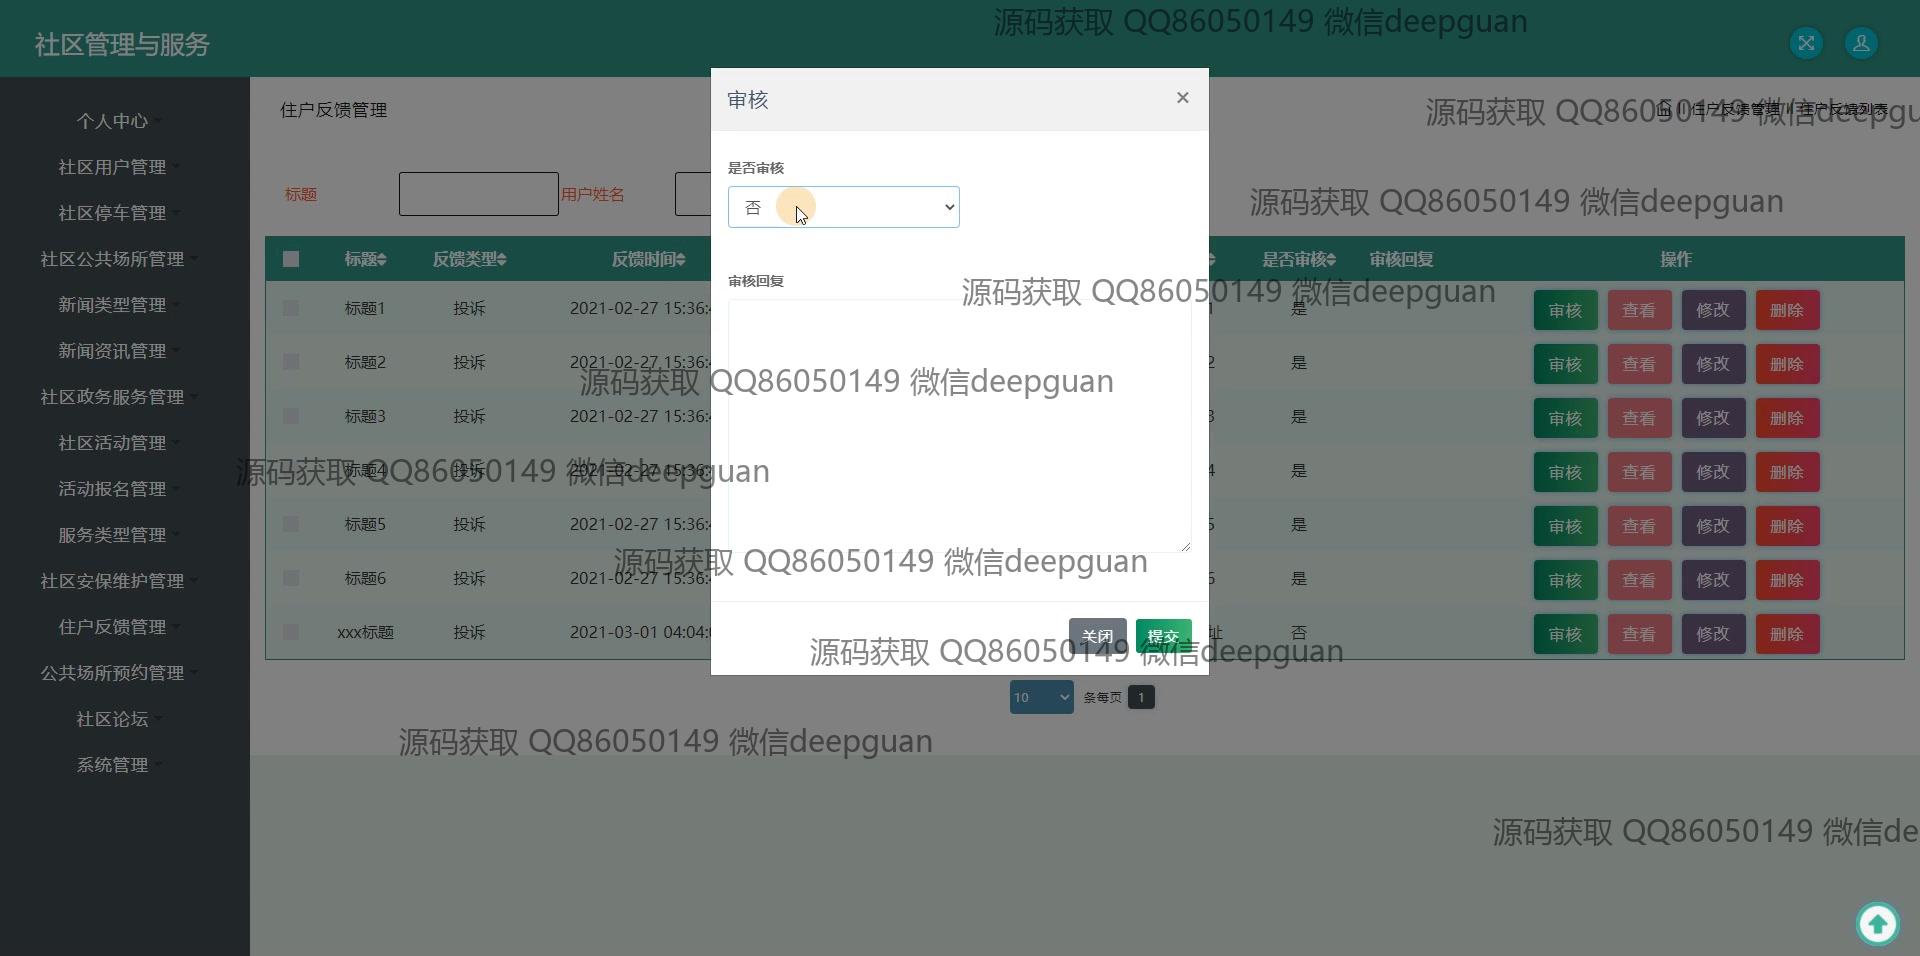 源码获取 QQ86050149 微信deepguan
社区管理与服务
审核
×
个人中心
住户反馈管理
源码获取 QQ86050149 微信deepgu
住户反馈管理 住户反馈列表
社区用户管理
是否审核
标题
用户姓名
否
源码获取 QQ86050149 微信deepguan
社区停车管理
社区公共场所管理
标题 反馈类型 反馈时间 是否审核 审核回复 操作
审核回复
源码获取 QQ86050149 微信deepguan
新闻类型管理
标题1 投诉 2021-02-27 15:36: 1 是 审核 查看 修改 删除
新闻资讯管理
标题2 投诉 2021-02-27 15:36: 2 是 审核 查看 修改 删除
源码获取 QQ86050149 微信deepguan
社区政务服务管理
标题3 投诉 2021-02-27 15:36: 3 是 审核 查看 修改 删除
社区活动管理
标题4 投诉 2021-02-27 15:36: 4 是 审核 查看 修改 删除
源码获取 QQ86050149 微信deepguan
活动报名管理
标题5 投诉 2021-02-27 15:36: 5 是 审核 查看 修改 删除
服务类型管理
源码获取 QQ86050149 微信deepguan
标题6 投诉 2021-02-27 15:36: 6 是 审核 查看 修改 删除
社区安保维护管理
住户反馈管理
xxx标题 投诉 2021-03-01 04:04:0 址 否 审核 查看 修改 删除
关闭 提交
源码获取 QQ86050149 微信deepguan
公共场所预约管理
10 条每页 1
社区论坛
源码获取 QQ86050149 微信deepguan
系统管理
源码获取 QQ86050149 微信de